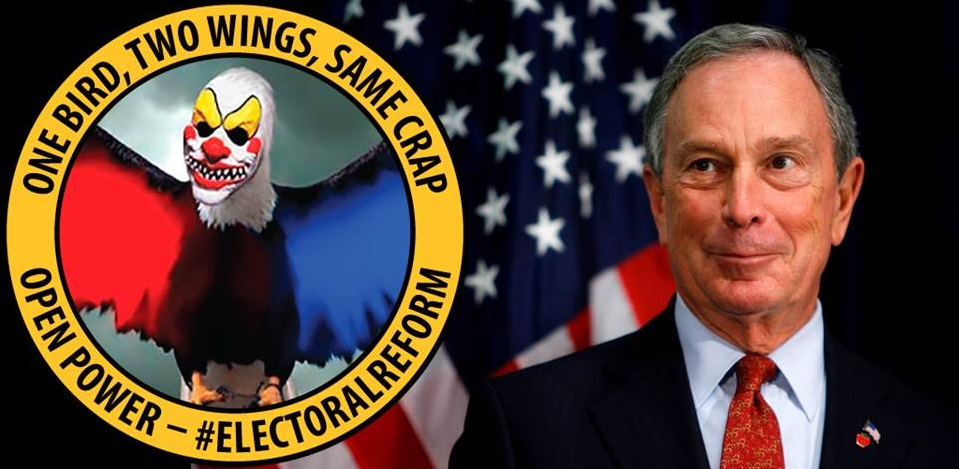 ONE BIRD, TWO WINGS, SAME CRAP
OPEN POWER – #ELECTORALREFORM